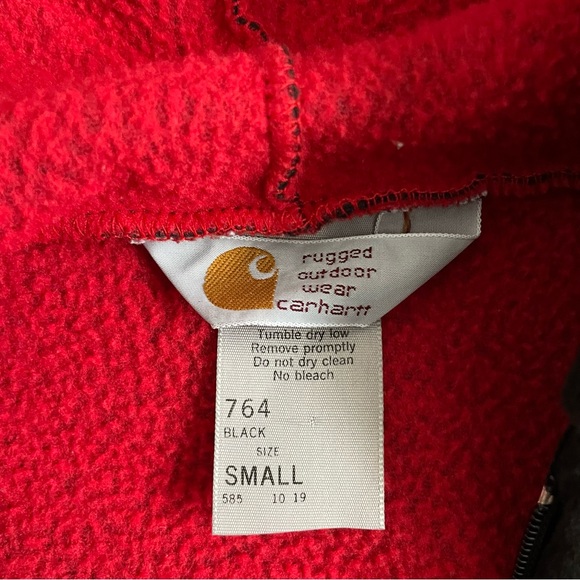 rugged
outdoor
wear
carhartt
Tumble dry low
Remove promptly
Do not dry clean
No bleach
764
BLACK
SIZE
SMALL
585 10 19